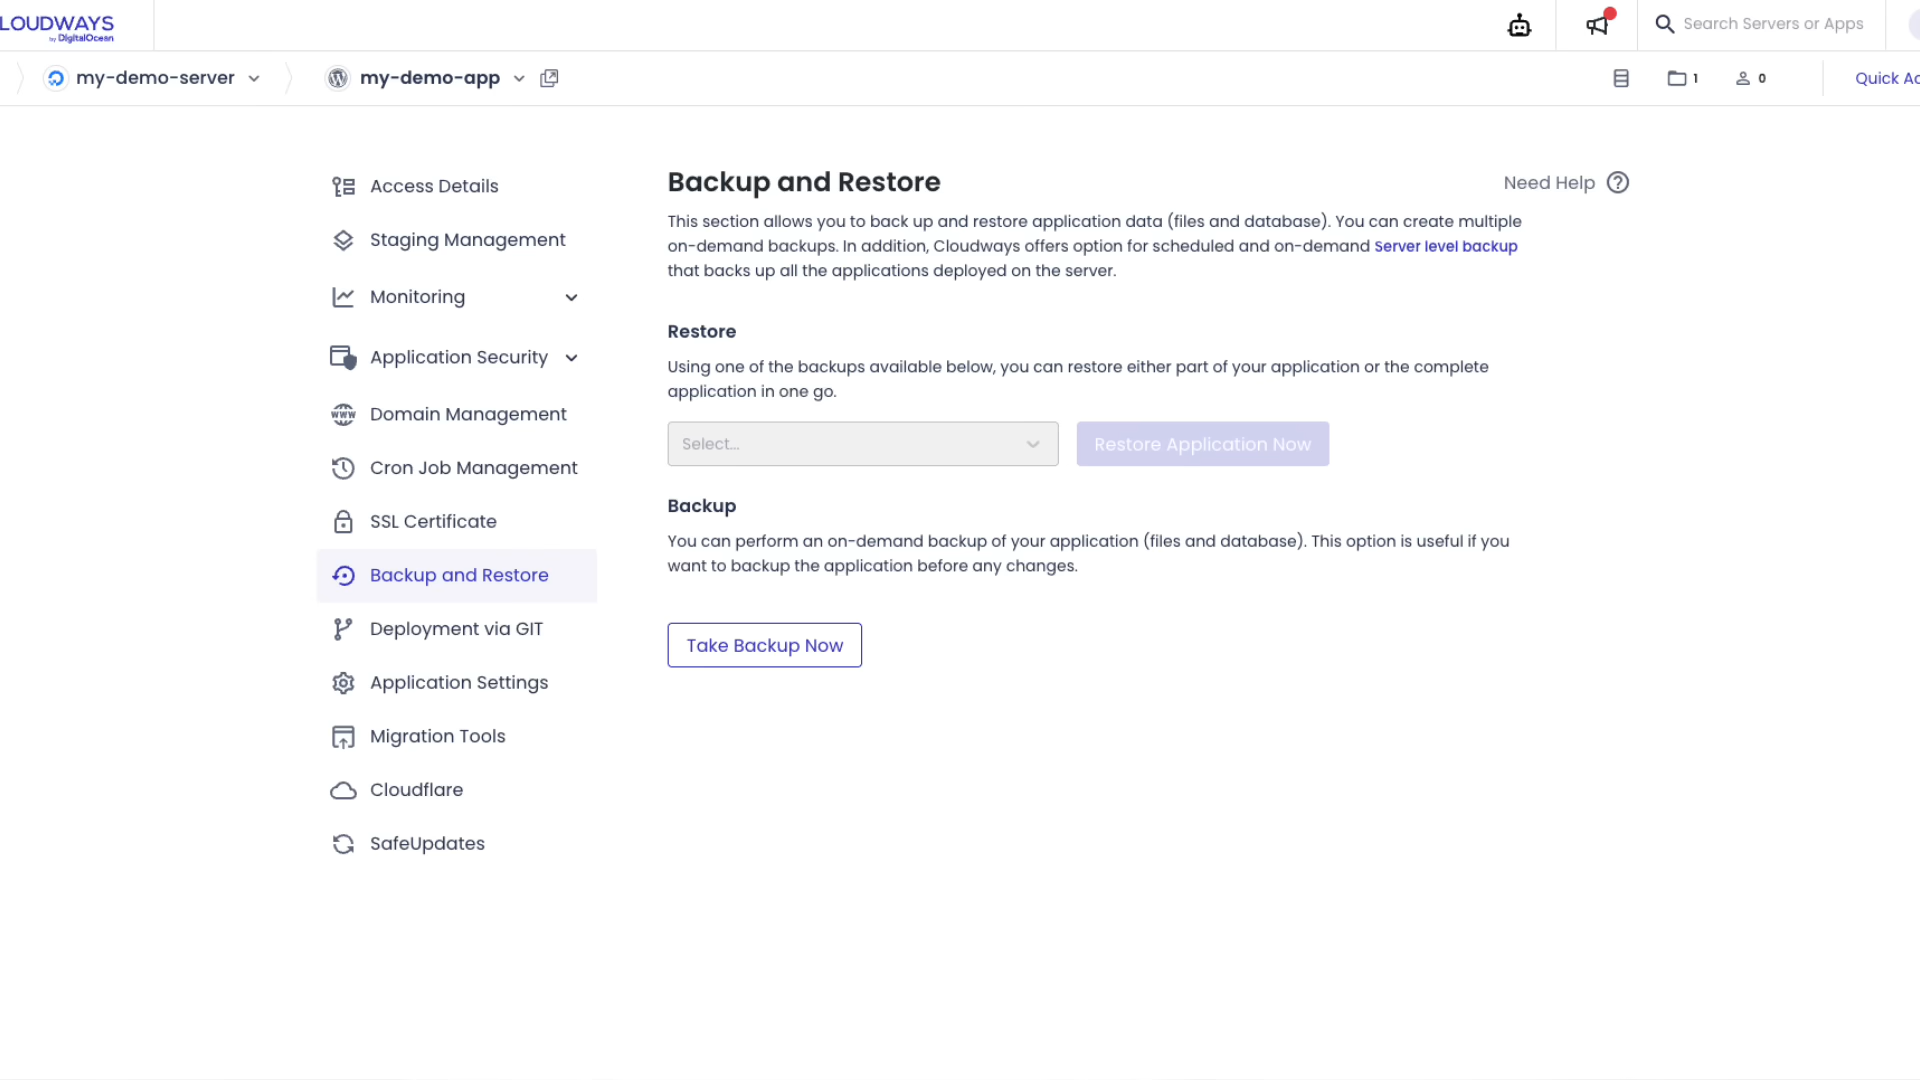 LOUDWAYS
by DigitalOcean
Search Servers or Apps
my-demo-server
my-demo-app
1
0
Quick Ac
Access Details
Staging Management
Monitoring
Application Security
Domain Management
Cron Job Management
SSL Certificate
Backup and Restore
Deployment via GIT
Application Settings
Migration Tools
Cloudflare
SafeUpdates
Backup and Restore
Need Help
This section allows you to back up and restore application data (files and database). You can create multiple
on-demand backups. In addition, Cloudways offers option for scheduled and on-demand Server level backup
that backs up all the applications deployed on the server.
Restore
Using one of the backups available below, you can restore either part of your application or the complete
application in one go.
Select...
Restore Application Now
Backup
You can perform an on-demand backup of your application (files and database). This option is useful if you
want to backup the application before any changes.
Take Backup Now